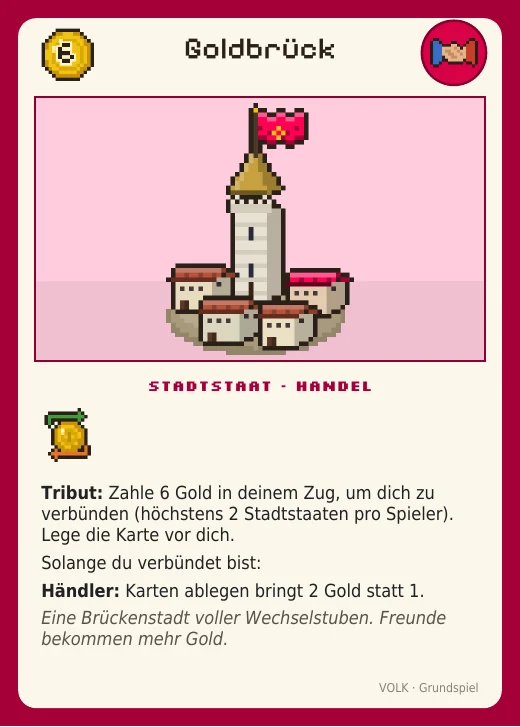 6
Goldbrück
STADTSTAAT · HANDEL
Tribut: Zahle 6 Gold in deinem Zug, um dich zu
verbünden (höchstens 2 Stadtstaaten pro Spieler).
Lege die Karte vor dich.
Solange du verbündet bist:
Händler: Karten ablegen bringt 2 Gold statt 1.
Eine Brückenstadt voller Wechselstuben. Freunde
bekommen mehr Gold.
VOLK · Grundspiel